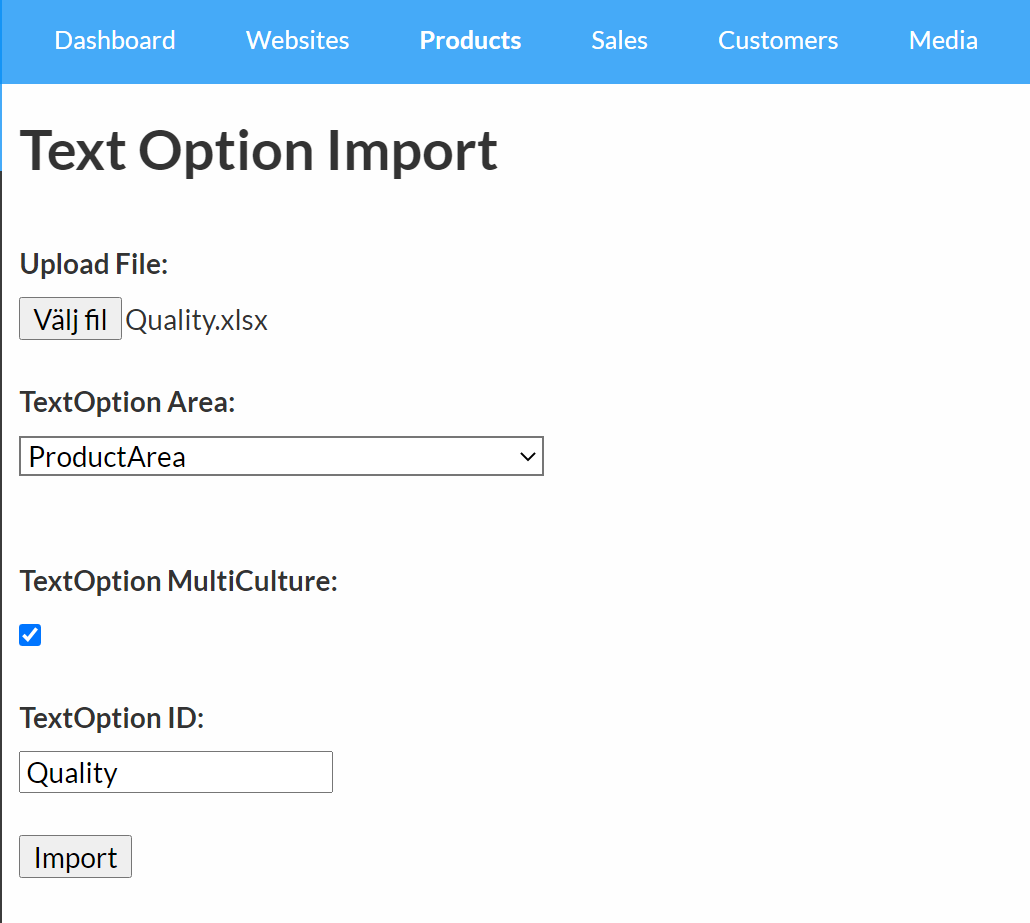 Dashboard Websites Products Sales Customers Media
Text Option Import
Upload File:
Välj fil Quality.xlsx
TextOption Area:
ProductArea
TextOption MultiCulture:
TextOption ID:
Quality
Import